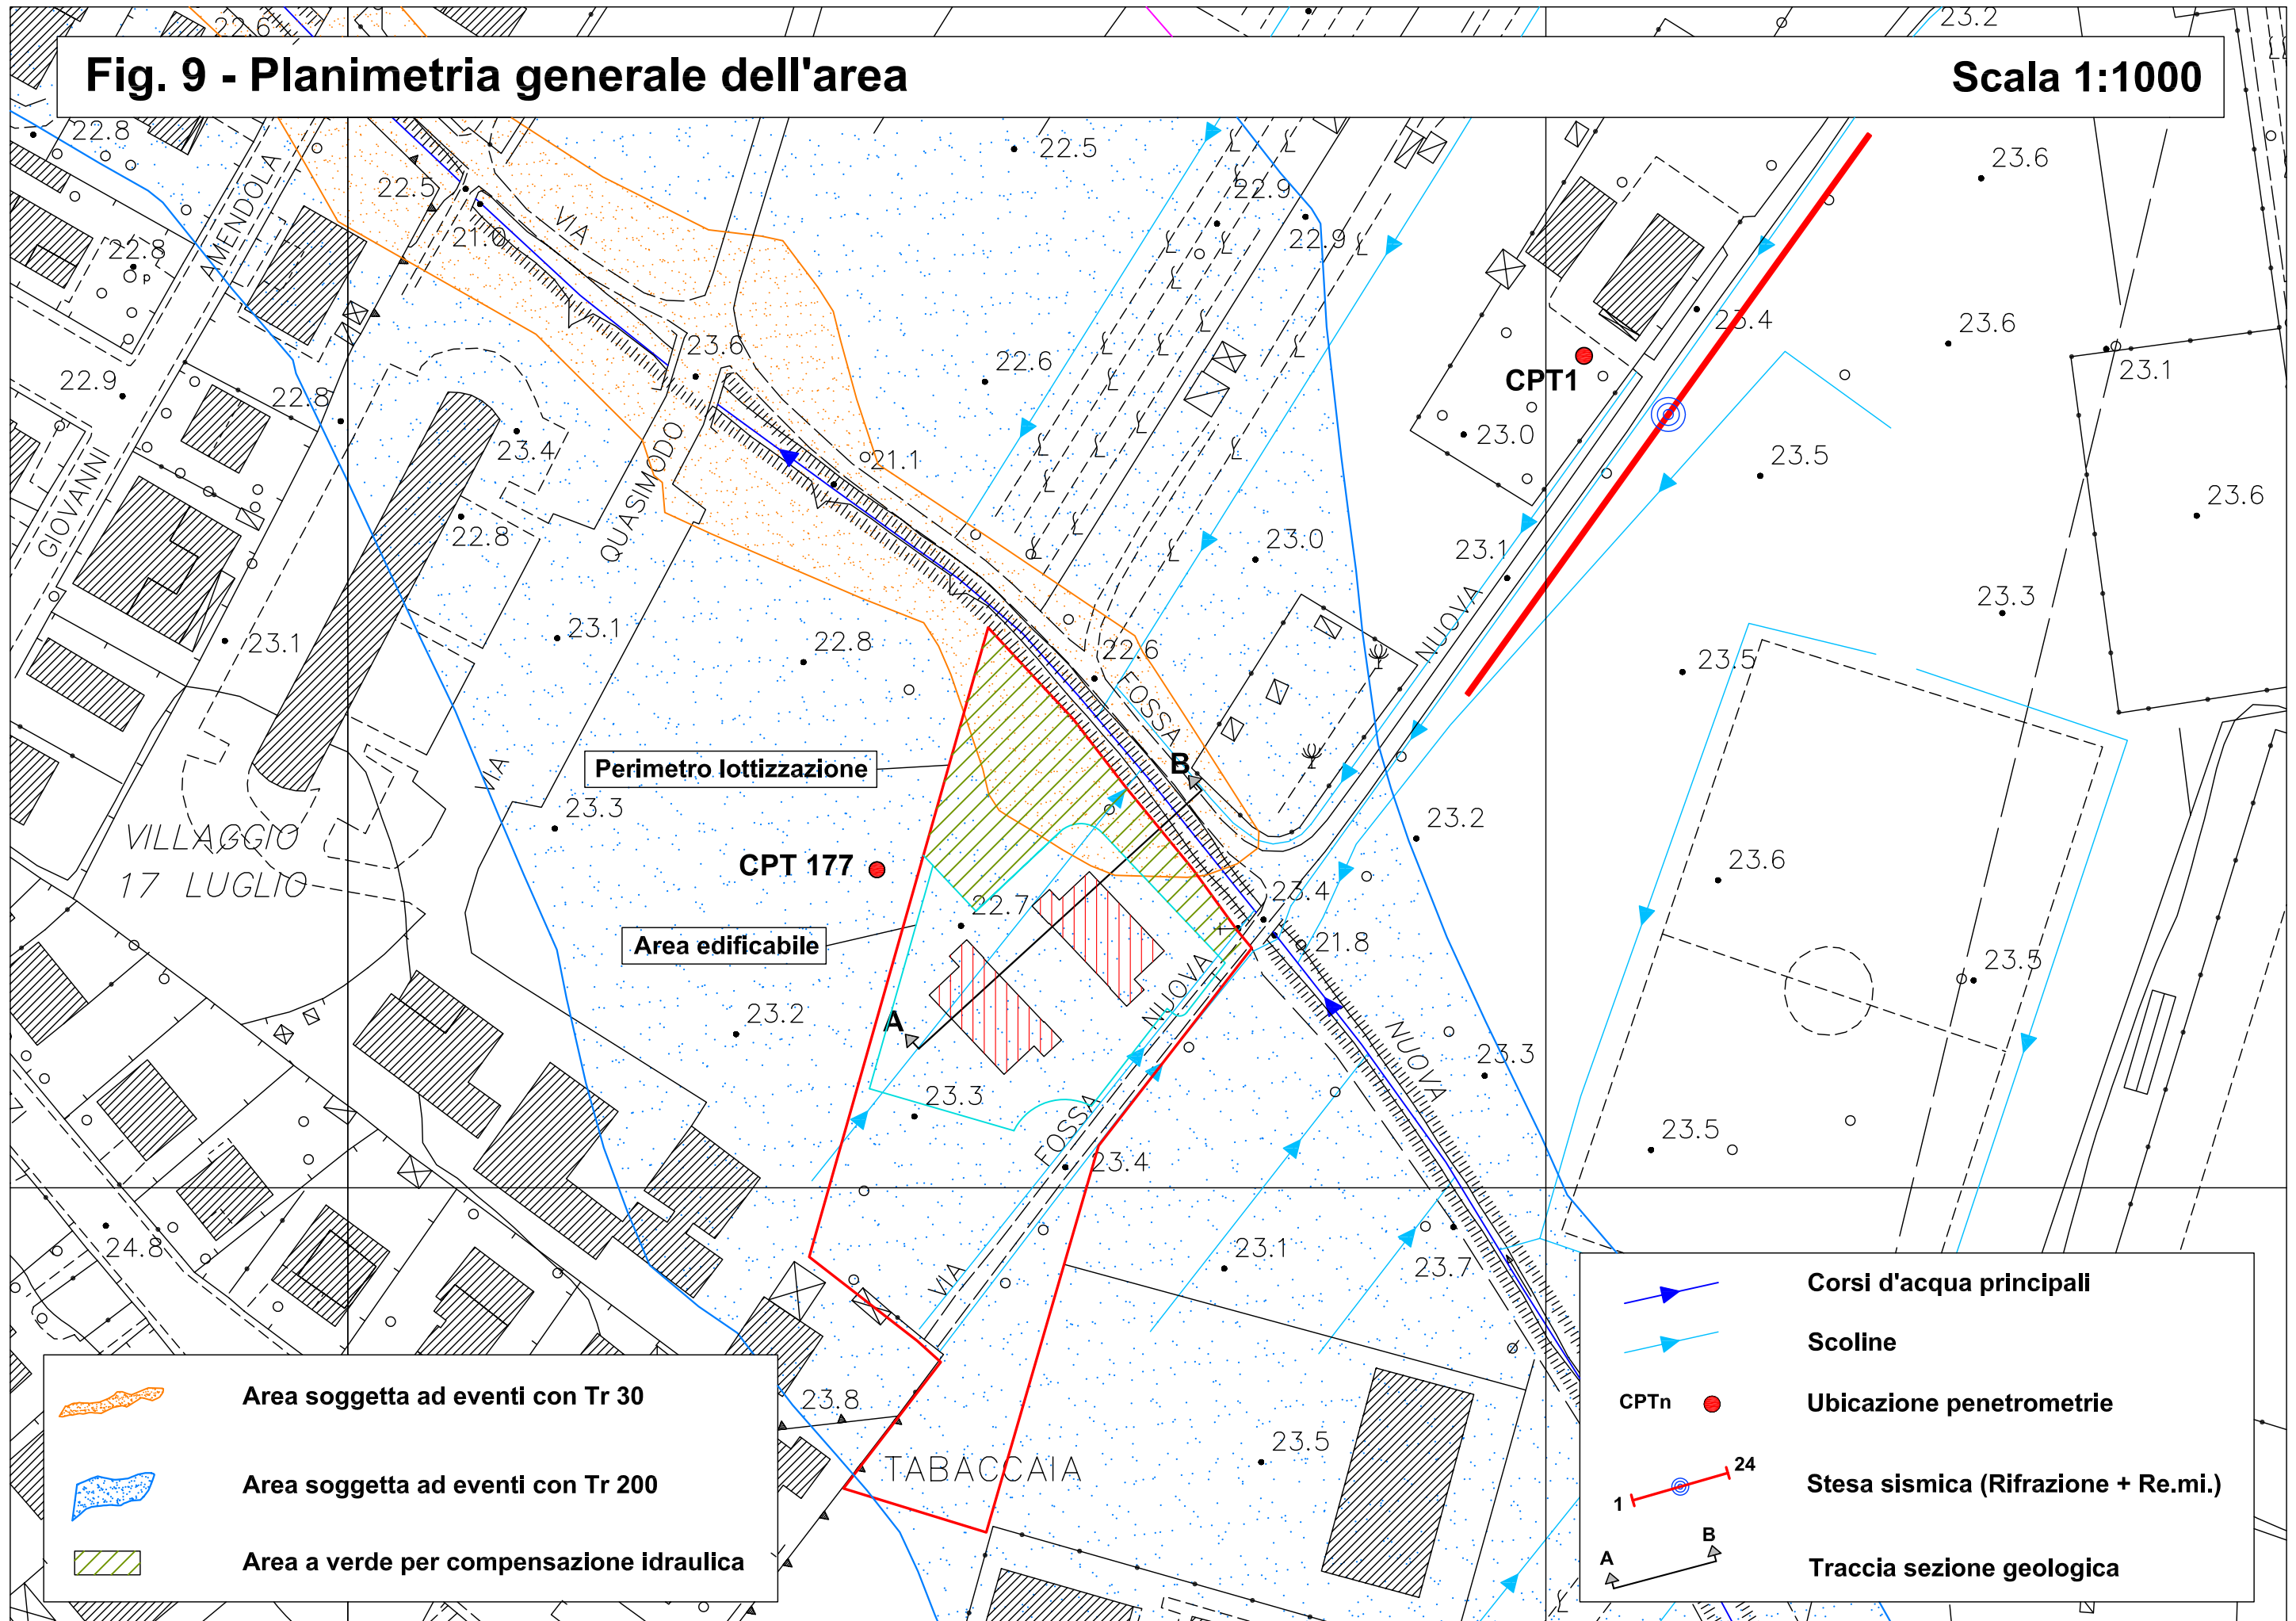 Fig. 9 - Planimetria generale dell'area
Scala 1:1000
22.6
23.2
22.8
22.5
22.5
23.6
22.9
22.9
AMENDOLA
VIA
21.0
22.8
p
23.4
23.6
23.6
23.1
22.6
CPT1
22.9
22.8
23.4
23.0
21.1
23.5
QUASIMODO
GIOVANNI
22.8
23.0
23.1
23.6
NUOVA
23.3
23.1
22.8
23.1
22.6
23.5
FOSSA
Perimetro lottizzazione
B
VIA
23.3
VILLAGGIO
17 LUGLIO
23.2
CPT 177
23.6
22.7
23.4
Area edificabile
21.8
23.5
NUOVA
A
23.2
NUOVA
23.3
23.3
FOSSA
23.5
23.4
24.8
23.1
23.7
VIA
23.8
23.5
TABACCAIA
Area soggetta ad eventi con Tr 30
Area soggetta ad eventi con Tr 200
Area a verde per compensazione idraulica
Corsi d'acqua principali
Scoline
CPTn
Ubicazione penetrometrie
1
24
Stesa sismica (Rifrazione + Re.mi.)
A
B
Traccia sezione geologica